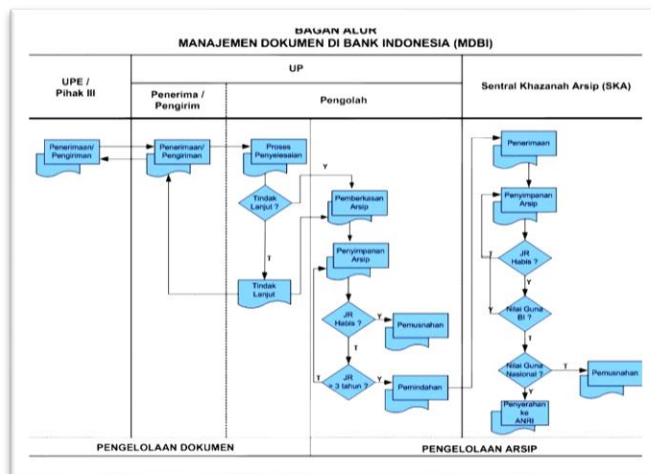 BAGAN ALUR
MANAJEMEN DOKUMEN DI BANK INDONESIA (MDBI)
UPE /
Pihak III
UP
Penerima /
Pengirim
Pengolah
Sentral Khazanah Arsip (SKA)
Penerimaan/
Pengiriman
Penerimaan/
Pengiriman
Proses
Penyelesaian
Y
Tindak
Lanjut ?
T
Tindak
Lanjut
Pemberkasan
Arsip
Penyimpanan
Arsip
JR
Habis ?
Y
Pemusnahan
T
JR
= 3 tahun ?
T
Y
Pemindahan
Penerimaan
Penyimpanan
Arsip
JR
Habis ?
T
Y
Nilai Guna
BI ?
Y
T
Nilai Guna
Nasional ?
T
Pemusnahan
Y
Penyerahan
ke
ANRI
PENGELOLAAN DOKUMEN
PENGELOLAAN ARSIP